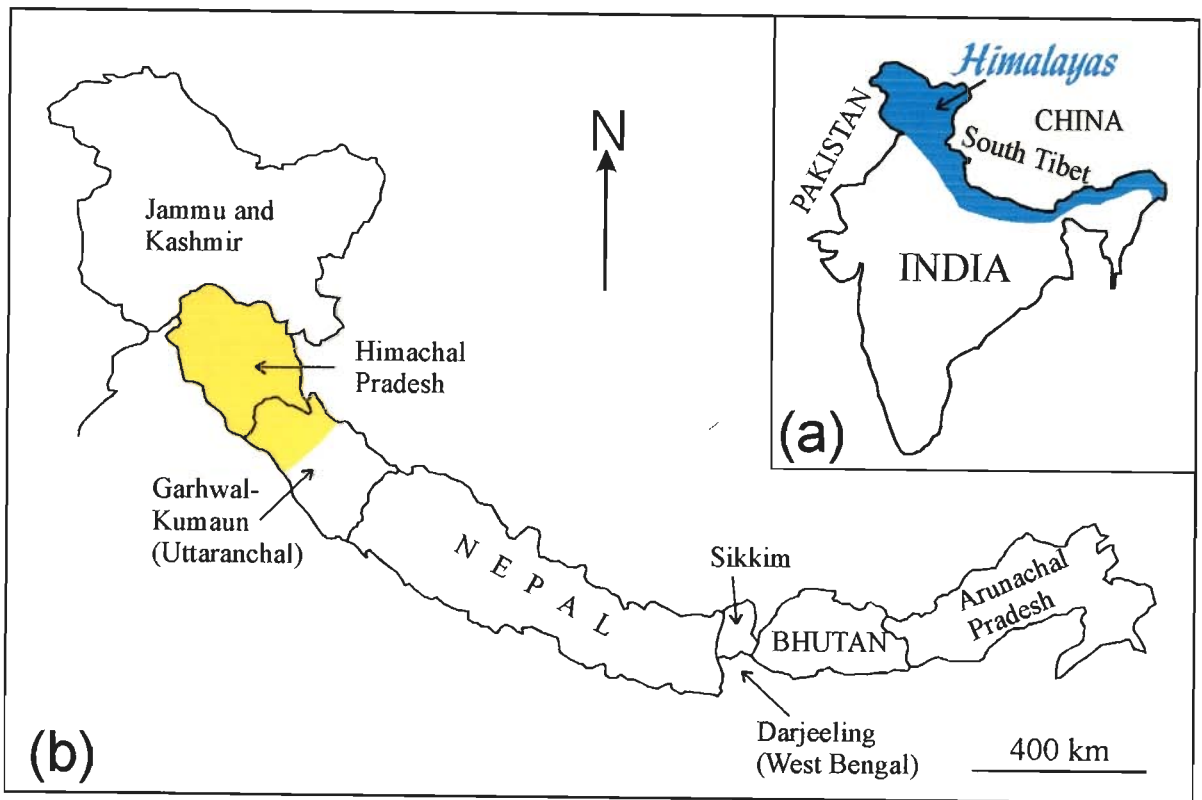 Himalayas
CHINA
South Tibet
PAKISTAN
INDIA
(a)
N
Jammu and
Kashmir
Himachal
Pradesh
Garhwal-
Kumaun
(Uttaranchal)
NEPAL
Sikkim
BHUTAN
Arunachal
Pradesh
Darjeeling
(West Bengal)
400 km
(b)